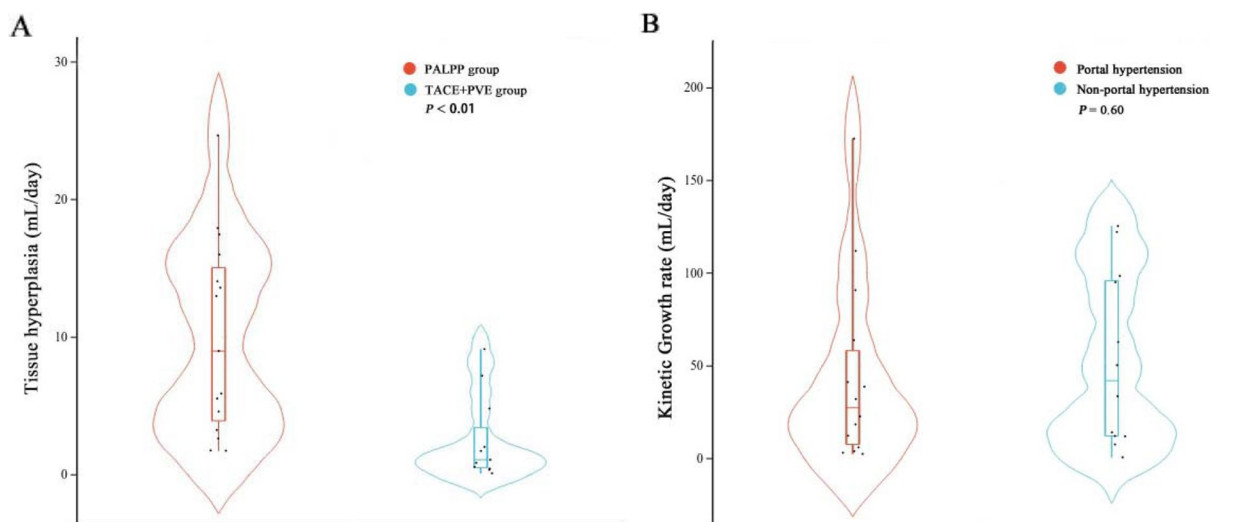 A
Tissue hyperplasia (mL/day)
30
20
10
0
PALPP group
TACE+PVE group
P < 0.01
B
Kinetic Growth rate (mL/day)
200
150
100
50
0
Portal hypertension
Non-portal hypertension
P = 0.60